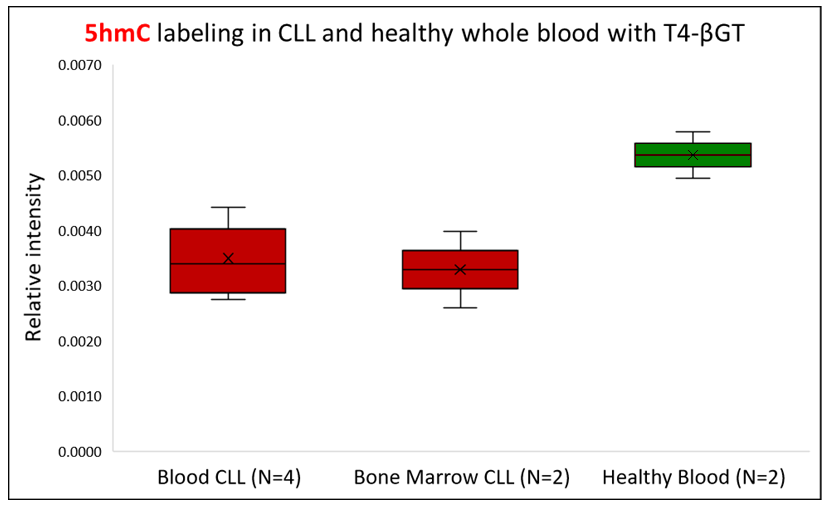 5hmC labeling in CLL and healthy whole blood with T4-βGT
0.0070
0.0060
0.0050
0.0040
0.0030
0.0020
0.0010
0.0000
Relative intensity
Blood CLL (N=4)
Bone Marrow CLL (N=2)
Healthy Blood (N=2)